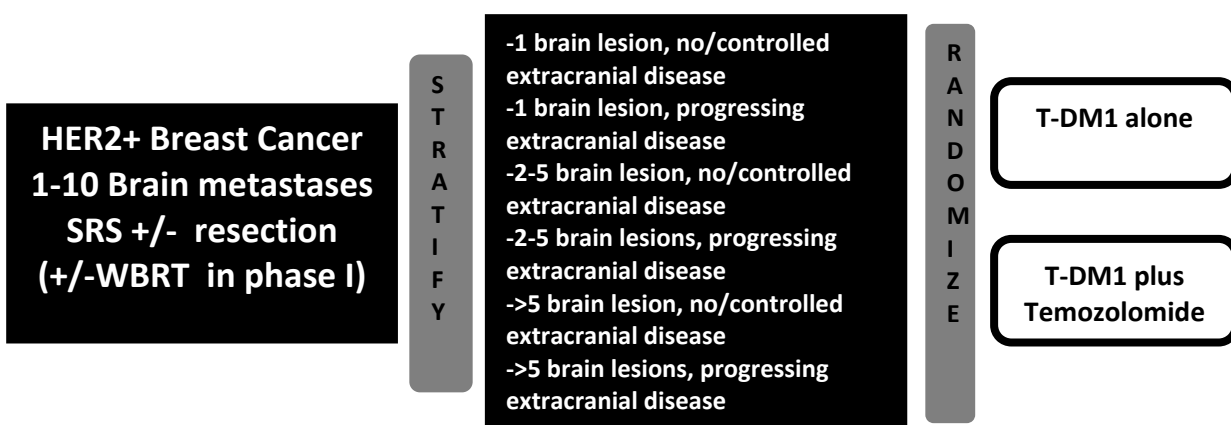 HER2+ Breast Cancer
1-10 Brain metastases
SRS +/- resection
(+/-WBRT in phase I)
S
T
R
A
T
I
F
Y
-1 brain lesion, no/controlled
extracranial disease
-1 brain lesion, progressing
extracranial disease
-2-5 brain lesion, no/controlled
extracranial disease
-2-5 brain lesions, progressing
extracranial disease
->5 brain lesion, no/controlled
extracranial disease
->5 brain lesions, progressing
extracranial disease
R
A
N
D
O
M
I
Z
E
T-DM1 alone
T-DM1 plus
Temozolomide